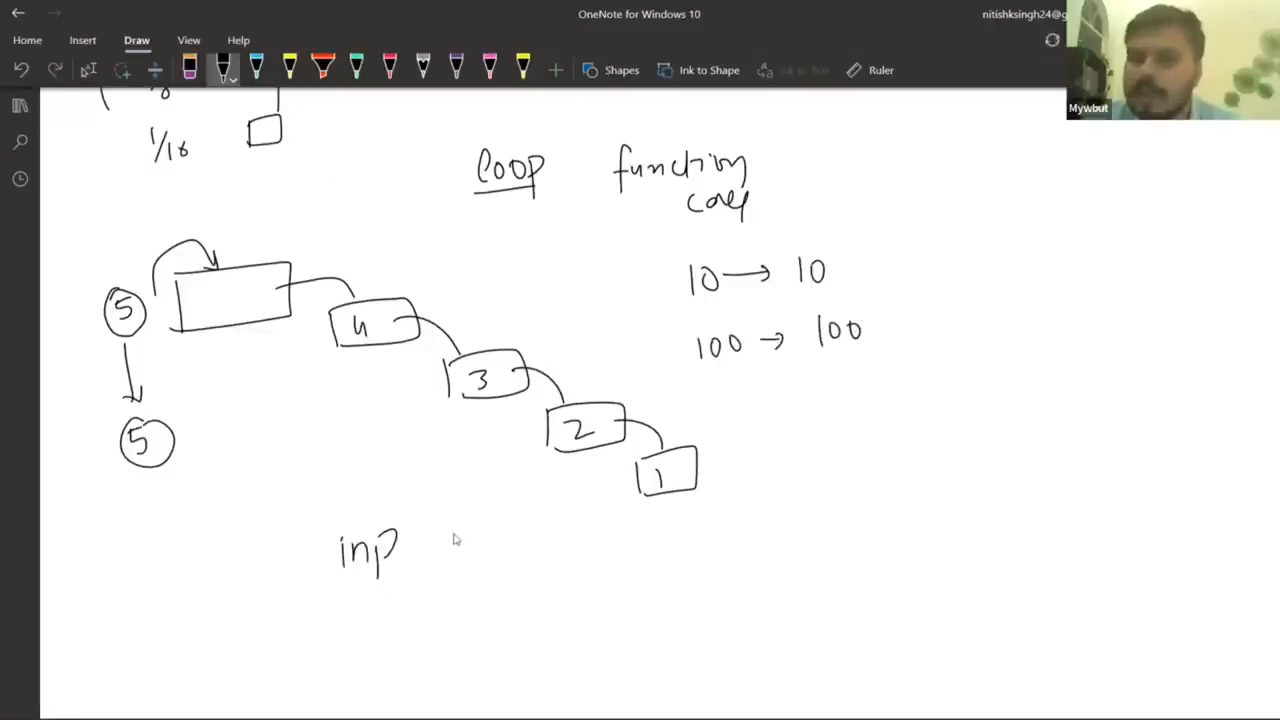 OneNote for Windows 10
nitishksingh24@g
Home Insert Draw View Help
Shapes Ink to Shape Ruler
Mywbut
1/16
loop function
call
5
4
3
2
1
5
10 → 10
100 → 100
inp